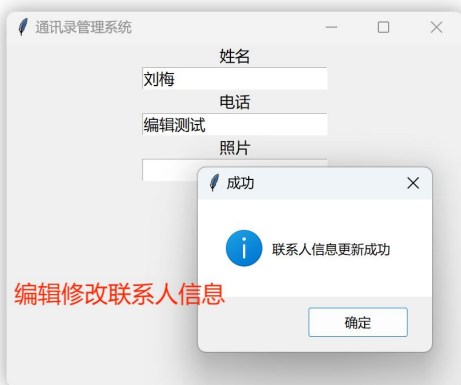 通讯录管理系统
姓名
刘梅
电话
编辑测试
照片
成功
联系人信息更新成功
编辑修改联系人信息
确定